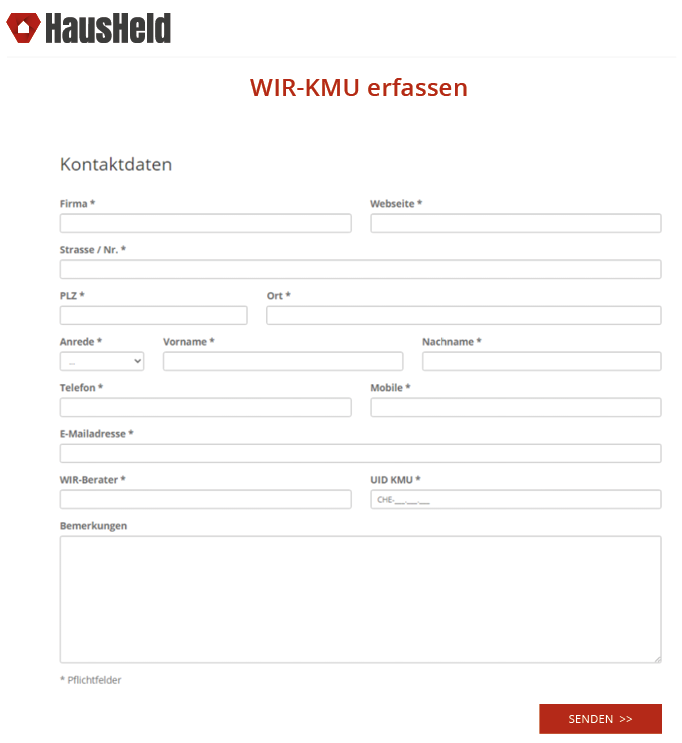 HausHeld
WIR-KMU erfassen
Kontaktdaten
Firma * Webseite *
Strasse / Nr. *
PLZ * Ort *
Anrede * Vorname * Nachname *
...
Telefon * Mobile *
E-Mailadresse *
WIR-Berater * UID KMU *
CHE-___.___.___
Bemerkungen
* Pflichtfelder
SENDEN >>